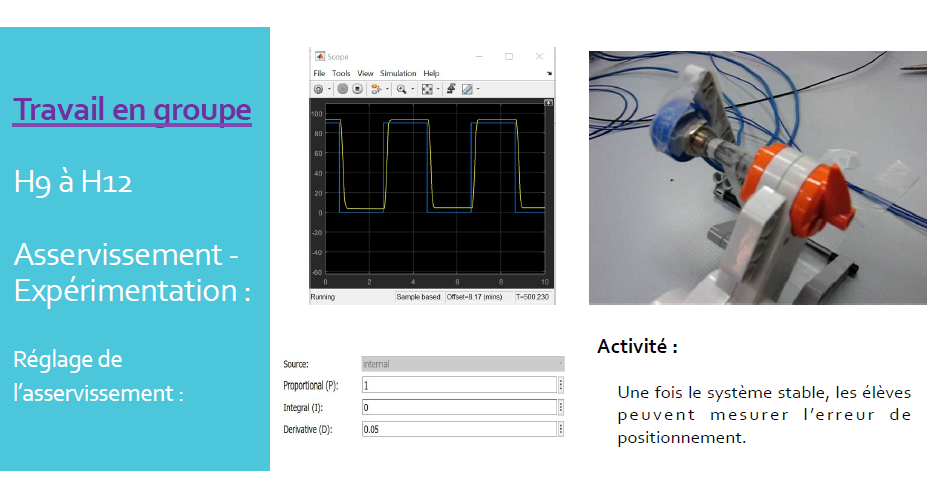 Travail en groupe
H9 à H12
Asservissement -
Expérimentation :
Réglage de
l'asservissement :
Scope
File Tools View Simulation Help
100
80
60
40
20
0
-20
-40
-60
0 2 4 6 8 10
Running Sample based Offset=8.17 (mins) T=500.230
Source: internal
Proportional (P): 1
Integral (I): 0
Derivative (D): 0.05
Activité :
Une fois le système stable, les élèves
peuvent mesurer l'erreur de
positionnement.